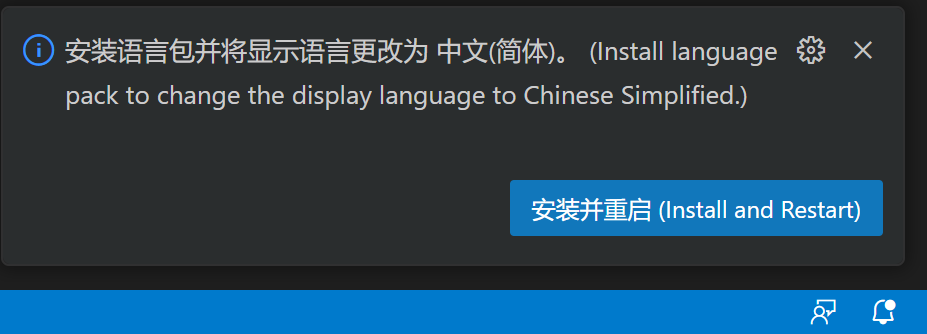 安装语言包并将显示语言更改为 中文(简体)。 (Install language
pack to change the display language to Chinese Simplified.)
安装并重启 (Install and Restart)